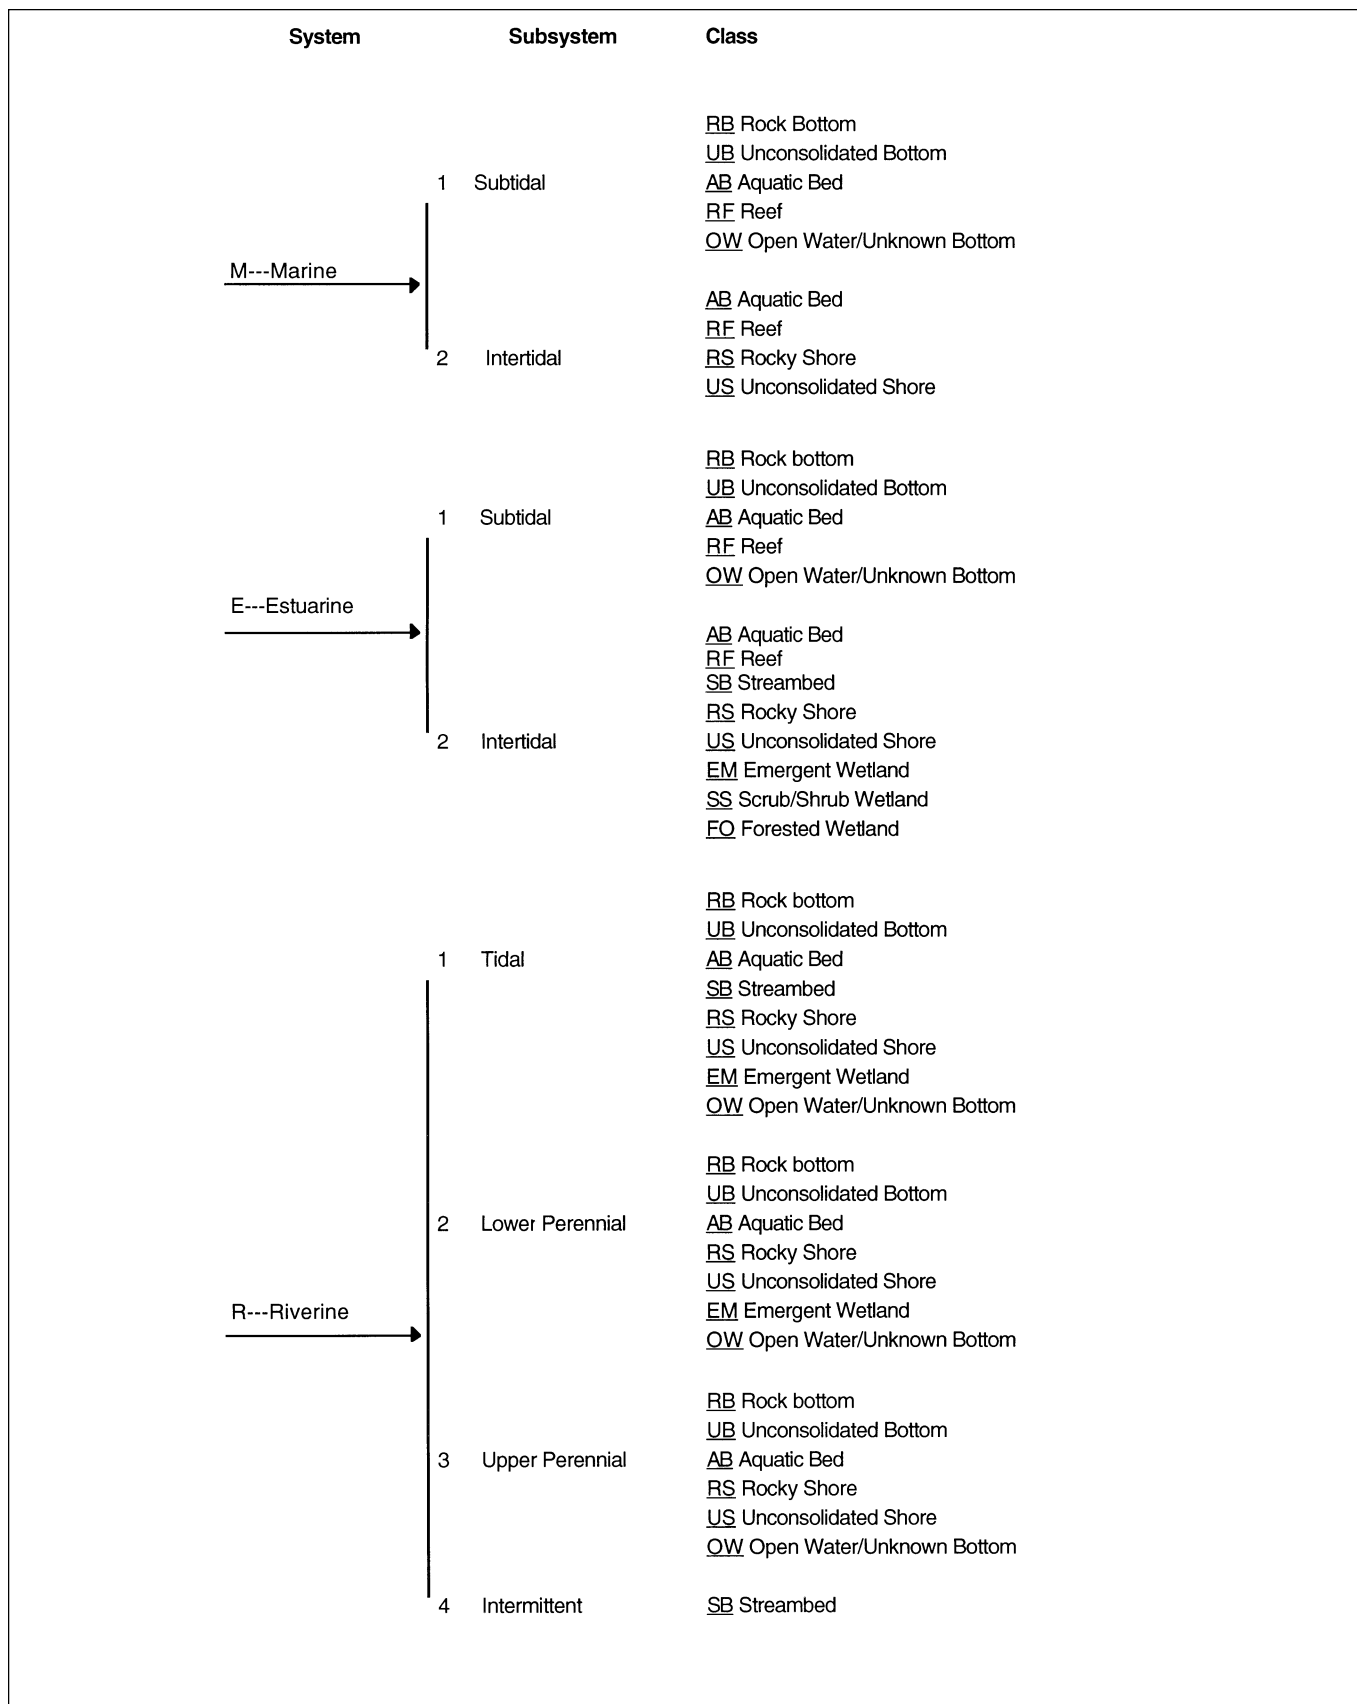 System Subsystem Class
RB Rock Bottom
UB Unconsolidated Bottom
1 Subtidal AB Aquatic Bed
RF Reef
OW Open Water/Unknown Bottom
M---Marine
AB Aquatic Bed
RF Reef
2 Intertidal RS Rocky Shore
US Unconsolidated Shore
RB Rock bottom
UB Unconsolidated Bottom
1 Subtidal AB Aquatic Bed
RF Reef
OW Open Water/Unknown Bottom
E---Estuarine
AB Aquatic Bed
RF Reef
SB Streambed
RS Rocky Shore
2 Intertidal US Unconsolidated Shore
EM Emergent Wetland
SS Scrub/Shrub Wetland
FO Forested Wetland
RB Rock bottom
UB Unconsolidated Bottom
1 Tidal AB Aquatic Bed
SB Streambed
RS Rocky Shore
US Unconsolidated Shore
EM Emergent Wetland
OW Open Water/Unknown Bottom
RB Rock bottom
UB Unconsolidated Bottom
2 Lower Perennial AB Aquatic Bed
RS Rocky Shore
US Unconsolidated Shore
R---Riverine EM Emergent Wetland
OW Open Water/Unknown Bottom
RB Rock bottom
UB Unconsolidated Bottom
3 Upper Perennial AB Aquatic Bed
RS Rocky Shore
US Unconsolidated Shore
OW Open Water/Unknown Bottom
4 Intermittent SB Streambed